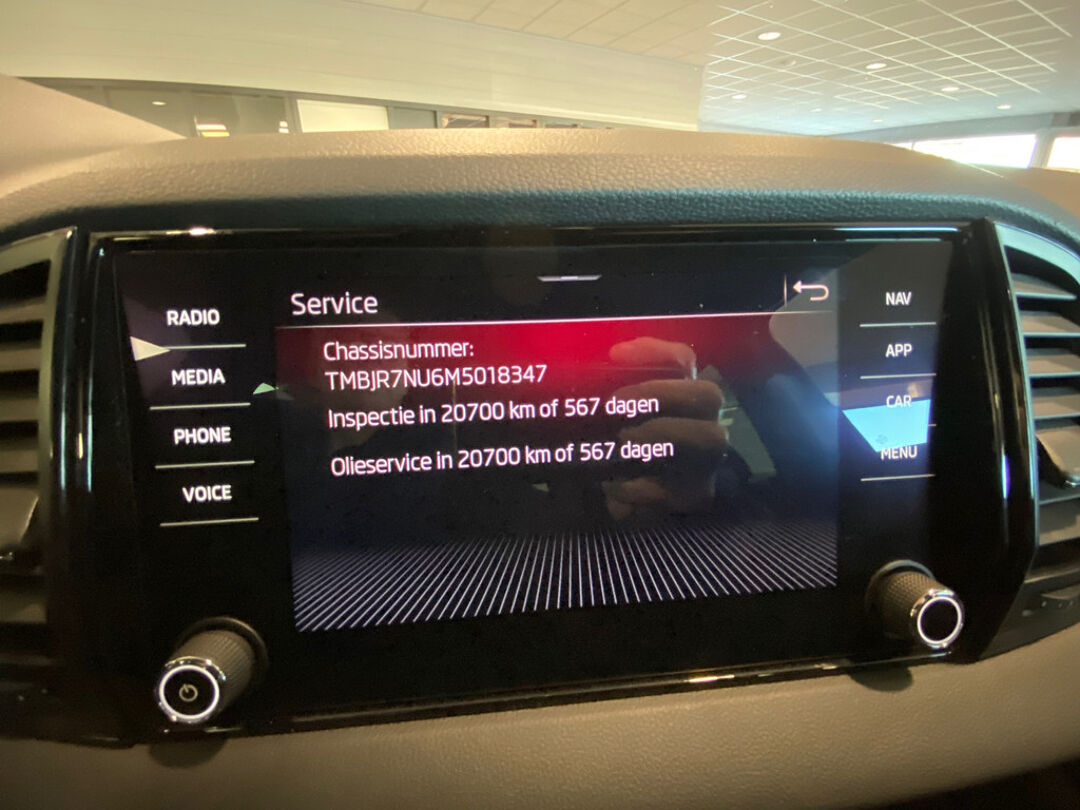 Service
RADIO
MEDIA
PHONE
VOICE
Chassisnummer:
TMBJR7NU6M5018347
Inspectie in 20700 km of 567 dagen
Olieservice in 20700 km of 567 dagen
NAV
APP
CAR
MENU